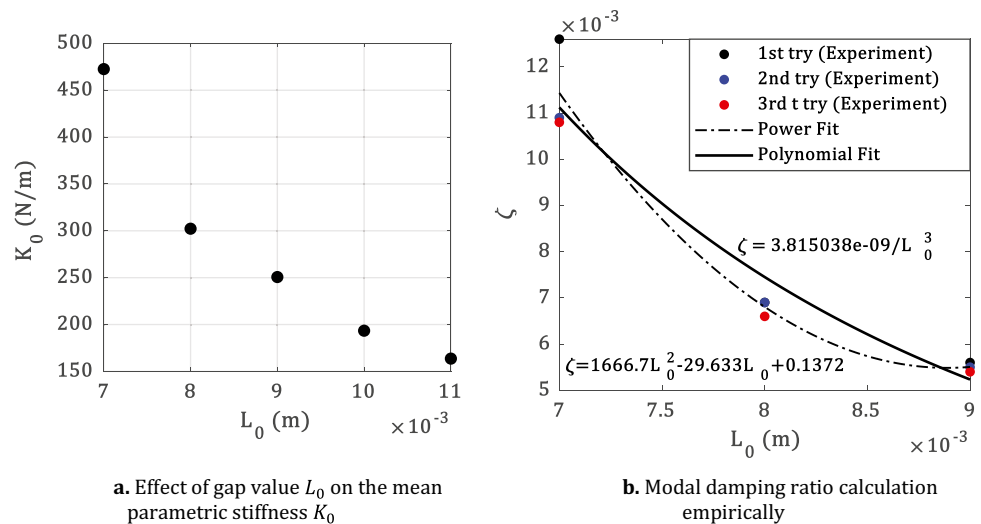 500
450
400
350
300
250
200
150
7
8
9
10
11
K0 (N/m)
L0 (m)
×10-3
a. Effect of gap value L0 on the mean
parametric stiffness K0
×10-3
12
11
10
9
8
7
6
5
7
7.5
8
8.5
9
ζ
L0 (m)
×10-3
1st try (Experiment)
2nd try (Experiment)
3rd t try (Experiment)
Power Fit
Polynomial Fit
ζ = 3.815038e-09/L 3 0
ζ=1666.7L 2 0-29.633L 0+0.1372
b. Modal damping ratio calculation
empirically